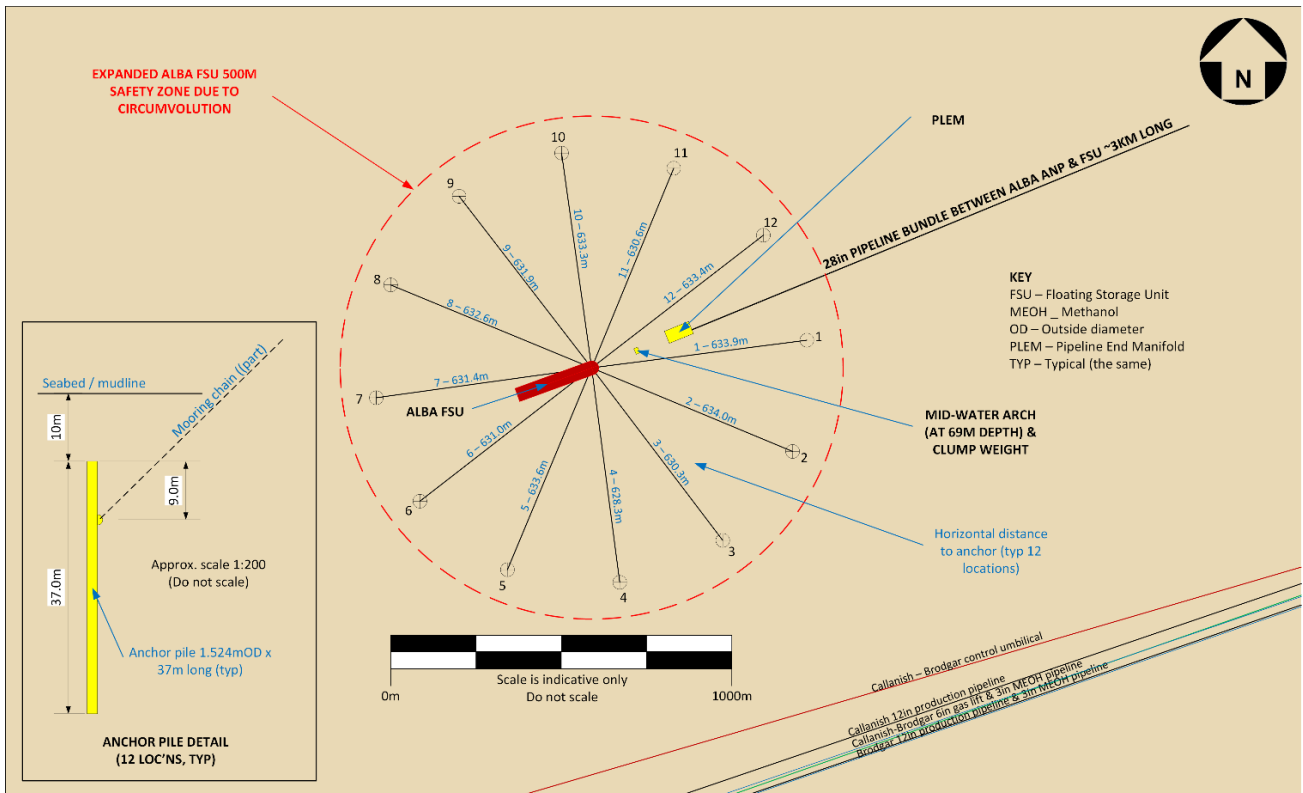 EXPANDED ALBA FSU 500M
SAFETY ZONE DUE TO
CIRCUMVOLUTION
N
PLEM
28in PIPELINE BUNDLE BETWEEN ALBA ANP & FSU ~3KM LONG
10
11
9
12
8
1
7
2
6
3
5
4
10 – 633.3m
11 – 630.6m
9 – 631.9m
12 – 633.4m
8 – 632.6m
1 – 633.9m
7 – 631.4m
2 – 634.0m
6 – 631.0m
3 – 630.3m
5 – 633.6m
4 – 628.3m
ALBA FSU
KEY
FSU – Floating Storage Unit
MEOH _ Methanol
OD – Outside diameter
PLEM – Pipeline End Manifold
TYP – Typical (the same)
MID-WATER ARCH
(AT 69M DEPTH) &
CLUMP WEIGHT
Horizontal distance
to anchor (typ 12
locations)
Seabed / mudline
Mooring chain ((part)
10m
9.0m
37.0m
Approx. scale 1:200
(Do not scale)
Anchor pile 1.524mOD x
37m long (typ)
ANCHOR PILE DETAIL
(12 LOC'NS, TYP)
Scale is indicative only
Do not scale
0m
1000m
Callanish – Brodgar control umbilical
Callanish 12in production pipeline
Callanish-Brodgar 6in gas lift & 3in MEOH pipeline
Brodgar 12in production pipeline & 3in MEOH pipeline